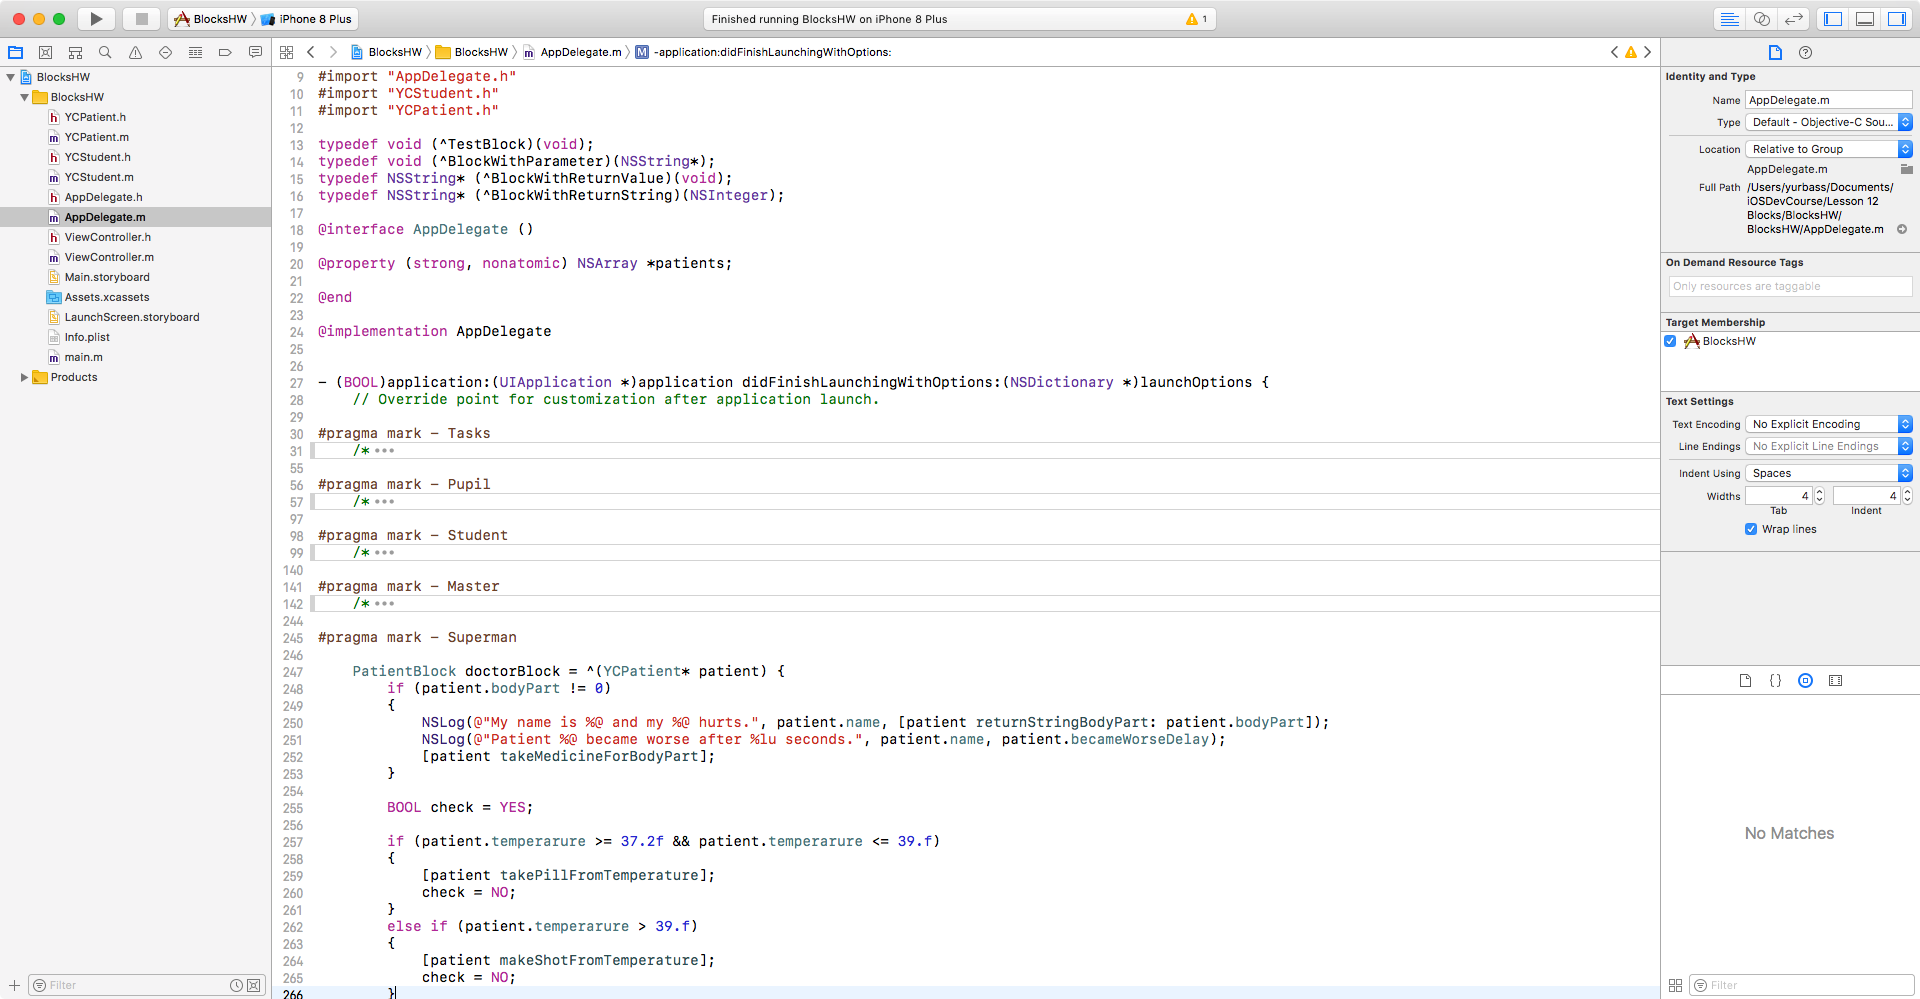 BlocksHW iPhone 8 Plus
Finished running BlocksHW on iPhone 8 Plus
1
BlocksHW BlocksHW AppDelegate.m M -application:didFinishLaunchingWithOptions:
BlocksHW
BlocksHW
h YCPatient.h
m YCPatient.m
h YCStudent.h
m YCStudent.m
h AppDelegate.h
m AppDelegate.m
h ViewController.h
m ViewController.m
Main.storyboard
Assets.xcassets
LaunchScreen.storyboard
Info.plist
m main.m
Products
Filter
9 #import "AppDelegate.h"
10 #import "YCStudent.h"
11 #import "YCPatient.h"
12
13 typedef void (^TestBlock)(void);
14 typedef void (^BlockWithParameter)(NSString*);
15 typedef NSString* (^BlockWithReturnValue)(void);
16 typedef NSString* (^BlockWithReturnString)(NSInteger);
17
18 @interface AppDelegate ()
19
20 @property (strong, nonatomic) NSArray *patients;
21
22 @end
23
24 @implementation AppDelegate
25
26
27 - (BOOL)application:(UIApplication *)application didFinishLaunchingWithOptions:(NSDictionary *)launchOptions {
28 // Override point for customization after application launch.
29
30 #pragma mark - Tasks
31 /* •••
55
56 #pragma mark - Pupil
57 /* •••
97
98 #pragma mark - Student
99 /* •••
140
141 #pragma mark - Master
142 /* •••
244
245 #pragma mark - Superman
246
247 PatientBlock doctorBlock = ^(YCPatient* patient) {
248 if (patient.bodyPart != 0)
249 {
250 NSLog(@"My name is %@ and my %@ hurts.", patient.name, [patient returnStringBodyPart: patient.bodyPart]);
251 NSLog(@"Patient %@ became worse after %lu seconds.", patient.name, patient.becameWorseDelay);
252 [patient takeMedicineForBodyPart];
253 }
254
255 BOOL check = YES;
256
257 if (patient.temperarure >= 37.2f && patient.temperarure <= 39.f)
258 {
259 [patient takePillFromTemperature];
260 check = NO;
261 }
262 else if (patient.temperarure > 39.f)
263 {
264 [patient makeShotFromTemperature];
265 check = NO;
266 }
Identity and Type
Name AppDelegate.m
Type Default - Objective-C Sou...
Location Relative to Group
AppDelegate.m
Full Path /Users/yurbass/Documents/
iOSDevCourse/Lesson 12
Blocks/BlocksHW/
BlocksHW/AppDelegate.m
On Demand Resource Tags
Only resources are taggable
Target Membership
BlocksHW
Text Settings
Text Encoding No Explicit Encoding
Line Endings No Explicit Line Endings
Indent Using Spaces
Widths 4 4
Tab Indent
Wrap lines
{}
No Matches
Filter